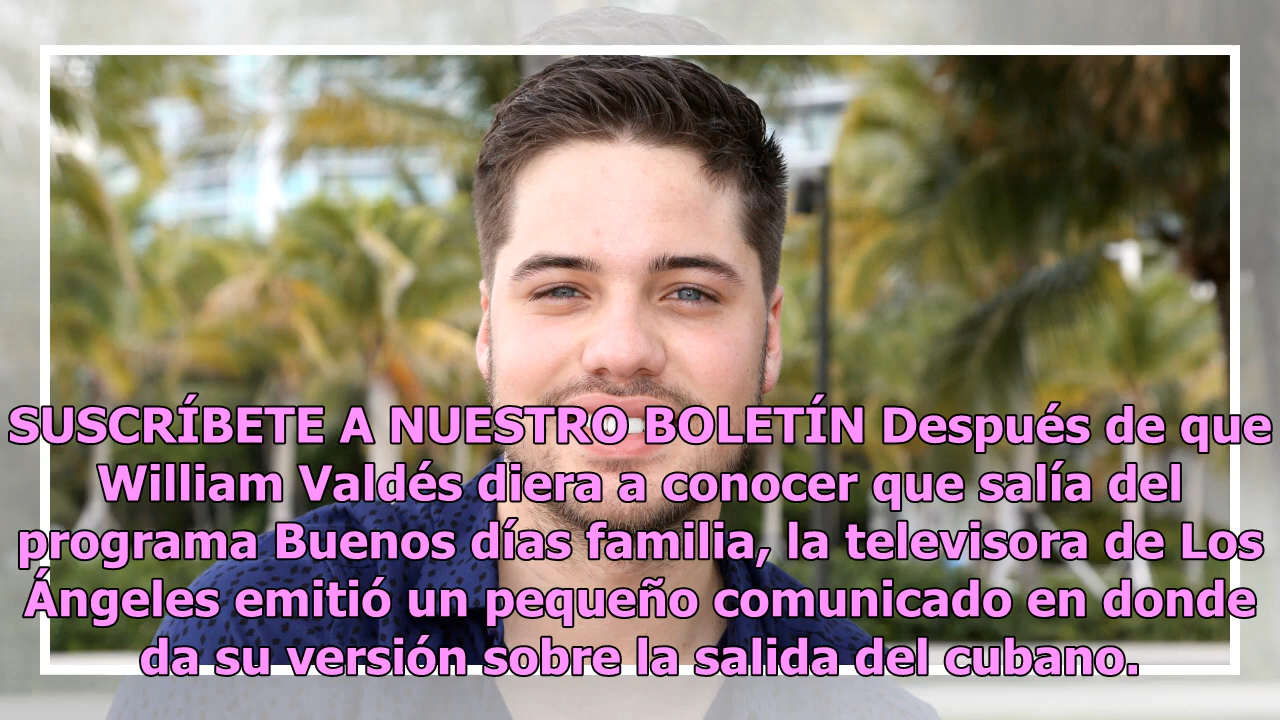 SUSCRÍBETE A NUESTRO BOLETÍN Después de que
William Valdés diera a conocer que salía del
programa Buenos días familia, la televisora de Los
Ángeles emitió un pequeño comunicado en donde
da su versión sobre la salida del cubano.